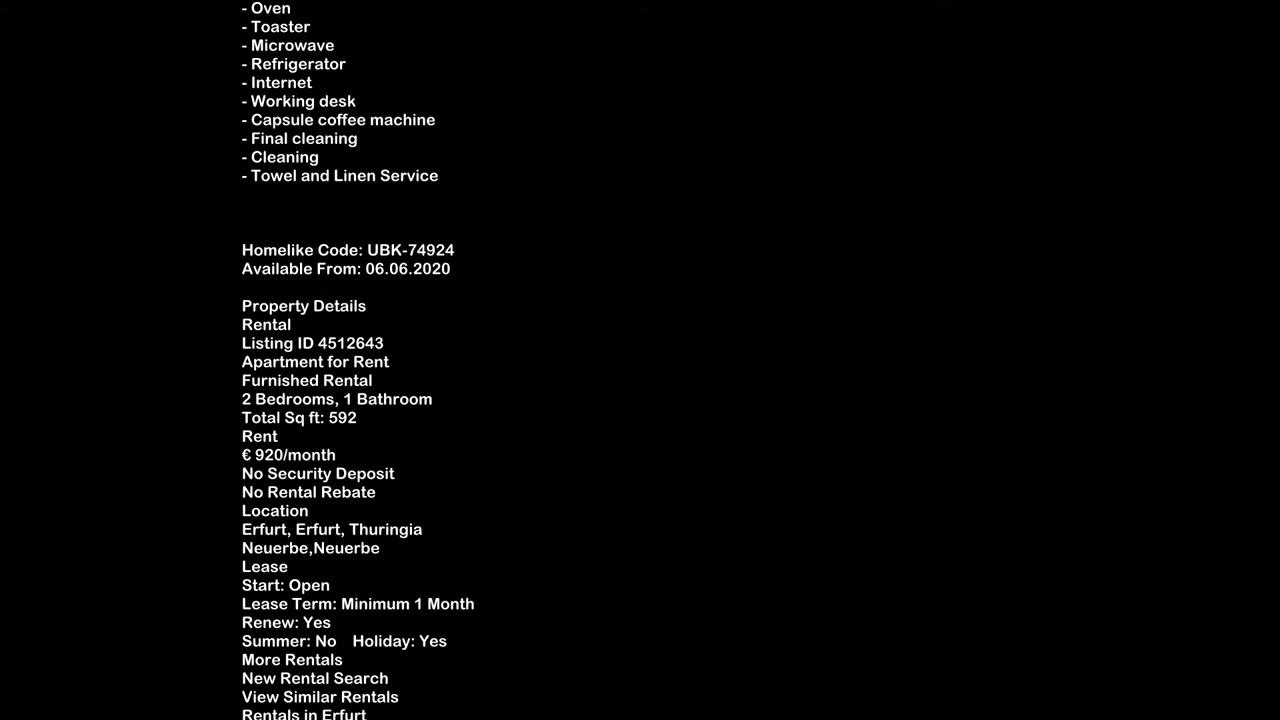 - Oven
- Toaster
- Microwave
- Refrigerator
- Internet
- Working desk
- Capsule coffee machine
- Final cleaning
- Cleaning
- Towel and Linen Service
Homelike Code: UBK-74924
Available From: 06.06.2020
Property Details
Rental
Listing ID 4512643
Apartment for Rent
Furnished Rental
2 Bedrooms, 1 Bathroom
Total Sq ft: 592
Rent
€ 920/month
No Security Deposit
No Rental Rebate
Location
Erfurt, Erfurt, Thuringia
Neuerbe,Neuerbe
Lease
Start: Open
Lease Term: Minimum 1 Month
Renew: Yes
Summer: No    Holiday: Yes
More Rentals
New Rental Search
View Similar Rentals
Rentals in Erfurt